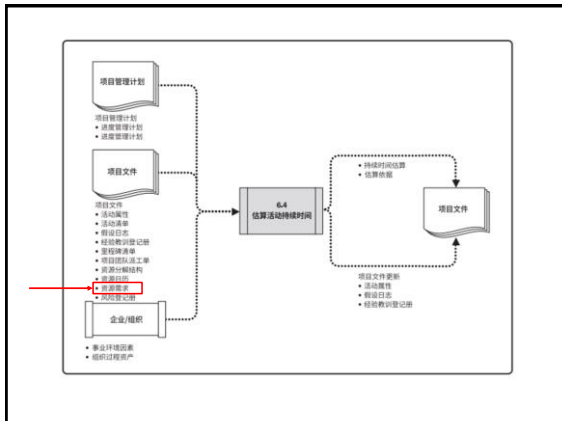 项目管理计划
项目管理计划
• 进度管理计划
• 进度管理计划
项目文件
项目文件
• 活动属性
• 活动清单
• 假设日志
• 经验教训登记册
• 里程碑清单
• 项目团队派工单
• 资源分解结构
• 资源日历
• 资源需求
• 风险登记册
企业/组织
• 事业环境因素
• 组织过程资产
6.4
估算活动持续时间
• 持续时间估算
• 估算依据
项目文件
项目文件更新
• 活动属性
• 假设日志
• 经验教训登记册